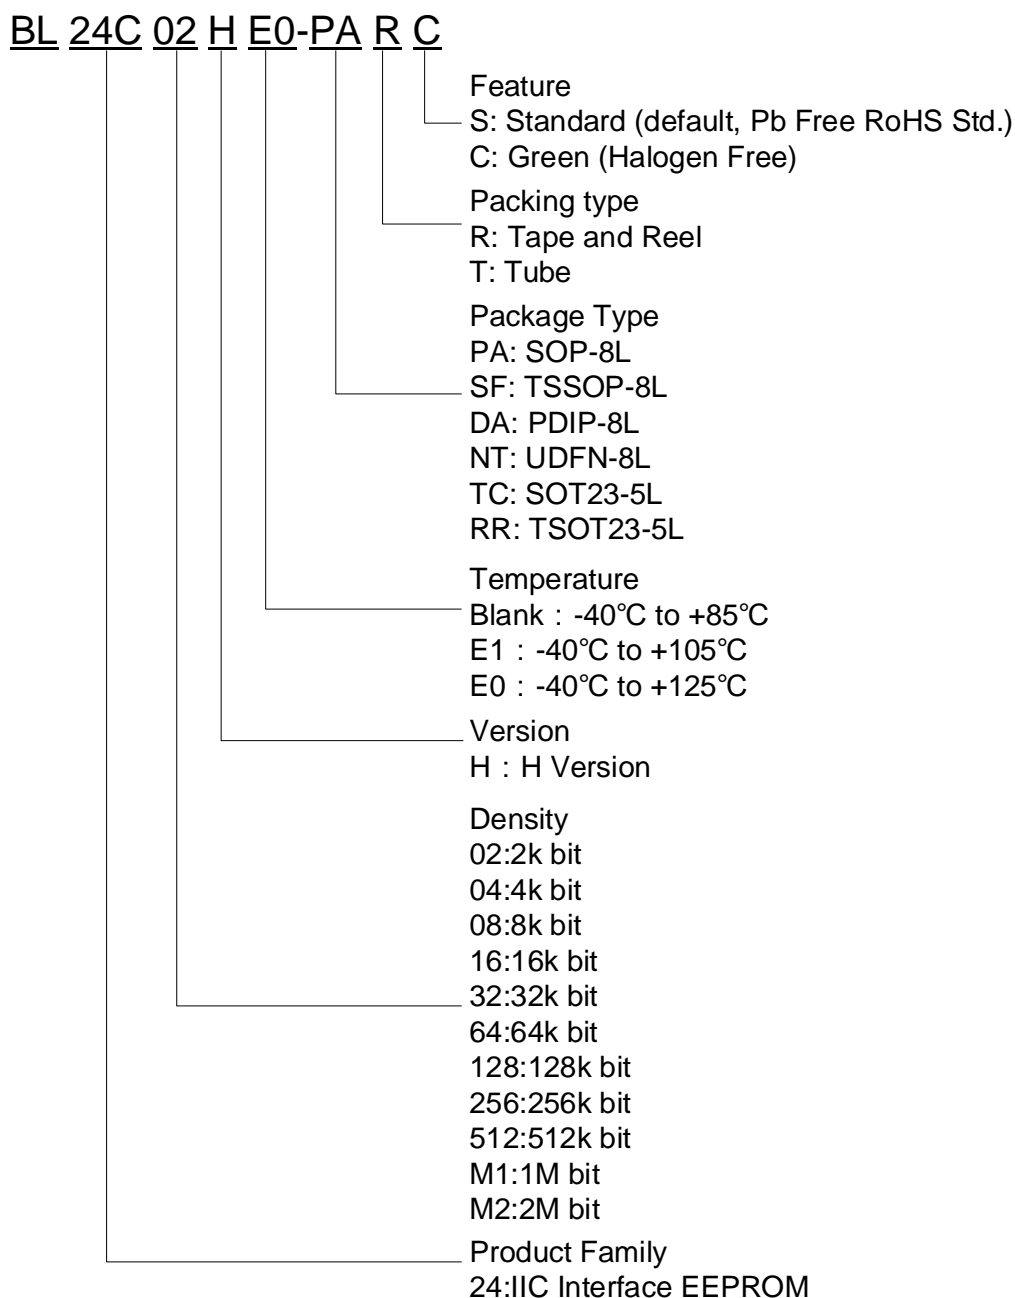 BL 24C 02 H E0-PA R C
Feature
S: Standard (default, Pb Free RoHS Std.)
C: Green (Halogen Free)
Packing type
R: Tape and Reel
T: Tube
Package Type
PA: SOP-8L
SF: TSSOP-8L
DA: PDIP-8L
NT: UDFN-8L
TC: SOT23-5L
RR: TSOT23-5L
Temperature
Blank：-40℃ to +85℃
E1：-40℃ to +105℃
E0：-40℃ to +125℃
Version
H：H Version
Density
02:2k bit
04:4k bit
08:8k bit
16:16k bit
32:32k bit
64:64k bit
128:128k bit
256:256k bit
512:512k bit
M1:1M bit
M2:2M bit
Product Family
24:IIC Interface EEPROM